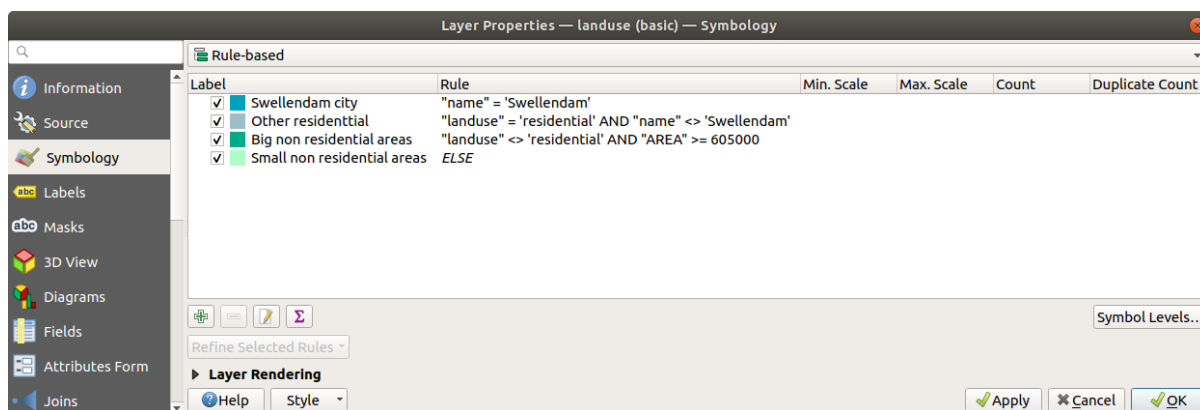 Layer Properties — landuse (basic) — Symbology
Rule-based
Information
Source
Symbology
abc Labels
abc Masks
3D View
Diagrams
Fields
Attributes Form
Joins
Label Rule Min. Scale Max. Scale Count Duplicate Count
Swellendam city "name" = 'Swellendam'
Other residenttial "landuse" = 'residential' AND "name" <> 'Swellendam'
Big non residential areas "landuse" <> 'residential' AND "AREA" >= 605000
Small non residential areas ELSE
Σ
Symbol Levels...
Refine Selected Rules
Layer Rendering
Help Style Apply Cancel OK